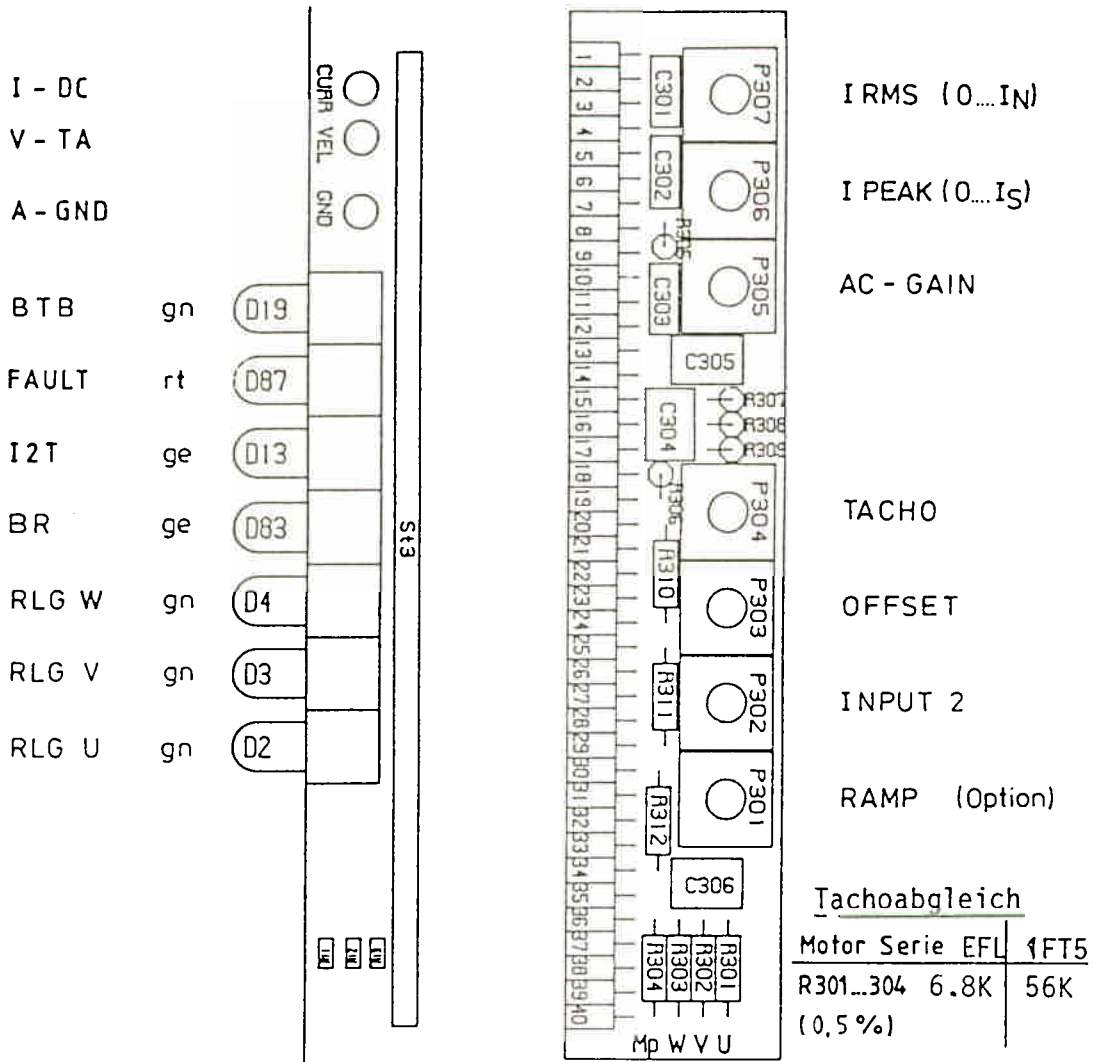 I - DC
V - TA
A - GND
CURR
VEL
GND
BTB gn D19
FAULT rt D87
I2T ge D13
BR ge D83
RLG W gn D4
RLG V gn D3
RLG U gn D2
St3
1
2
3
4
5
6
7
8
9
10
11
12
13
14
15
16
17
18
19
20
21
22
23
24
25
26
27
28
29
30
31
32
33
34
35
36
37
38
39
40
C301
P307
I RMS (0....IN)
C302
P306
I PEAK (0....IS)
R305
C303
P305
AC - GAIN
C305
C304
R307
R308
R309
R306
P304
TACHO
R310
P303
OFFSET
R311
P302
INPUT 2
R312
P301
RAMP (Option)
C306
R304 R303 R302 R301
Mp W V U
Tachoabgleich
Motor Serie EFL 1FT5
R301...304 6.8K 56K
(0,5 %)